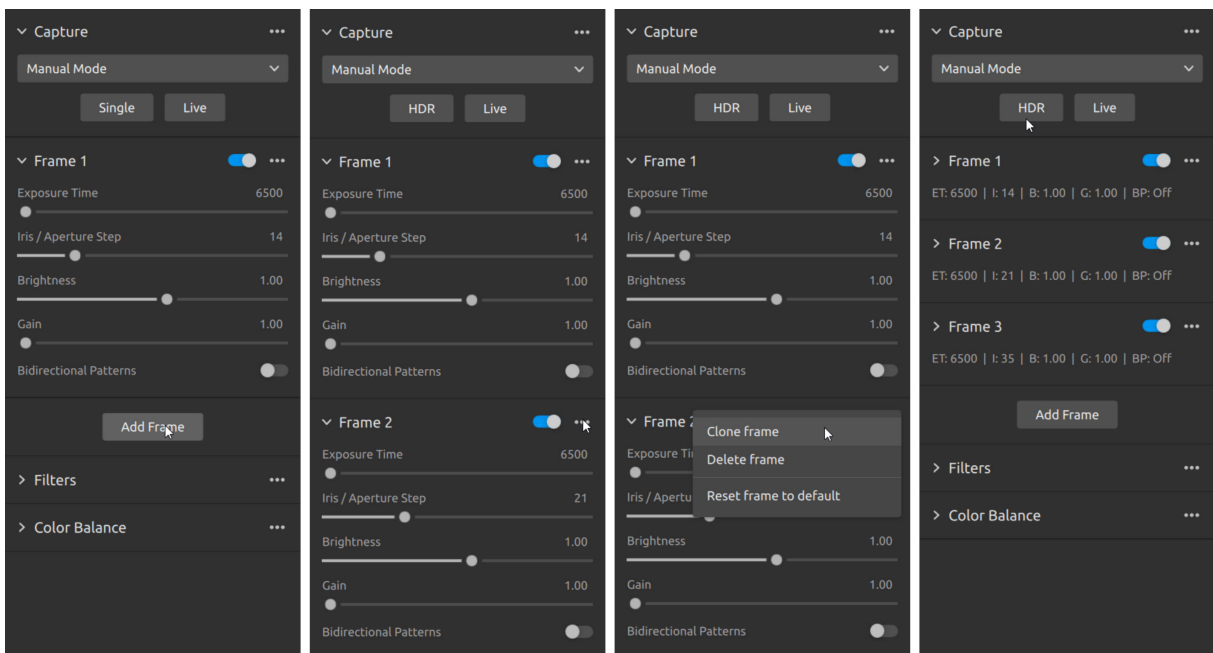 Capture
Manual Mode
Single Live
Frame 1
Exposure Time 6500
Iris / Aperture Step 14
Brightness 1.00
Gain 1.00
Bidirectional Patterns
Add Frame
Filters
Color Balance
Capture
Manual Mode
HDR Live
Frame 1
Exposure Time 6500
Iris / Aperture Step 14
Brightness 1.00
Gain 1.00
Bidirectional Patterns
Frame 2
Exposure Time 6500
Iris / Aperture Step 21
Brightness 1.00
Gain 1.00
Bidirectional Patterns
Capture
Manual Mode
HDR Live
Frame 1
Exposure Time 6500
Iris / Aperture Step 14
Brightness 1.00
Gain 1.00
Bidirectional Patterns
Frame 2
Clone frame
Exposure Ti
Delete frame
Iris / Apertu
Reset frame to default
Brightness 1.00
Gain 1.00
Bidirectional Patterns
Capture
Manual Mode
HDR Live
Frame 1
ET: 6500 | I: 14 | B: 1.00 | G: 1.00 | BP: Off
Frame 2
ET: 6500 | I: 21 | B: 1.00 | G: 1.00 | BP: Off
Frame 3
ET: 6500 | I: 35 | B: 1.00 | G: 1.00 | BP: Off
Add Frame
Filters
Color Balance